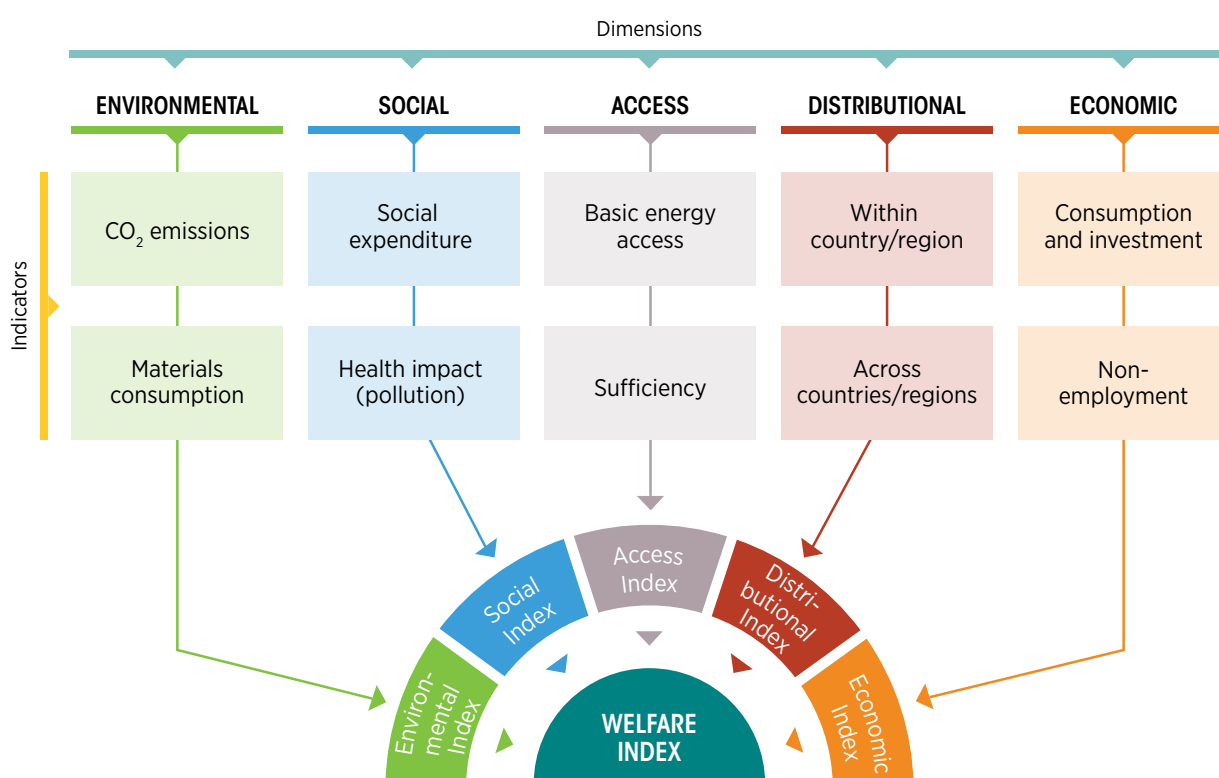 Dimensions
ENVIRONMENTAL
SOCIAL
ACCESS
DISTRIBUTIONAL
ECONOMIC
Indicators
CO₂ emissions
Social
expenditure
Basic energy
access
Within
country/region
Consumption
and investment
Materials
consumption
Health impact
(pollution)
Sufficiency
Across
countries/regions
Non-
employment
Environ-
mental
Index
Social
Index
Access
Index
Distri-
butional
Index
Economic
Index
WELFARE
INDEX